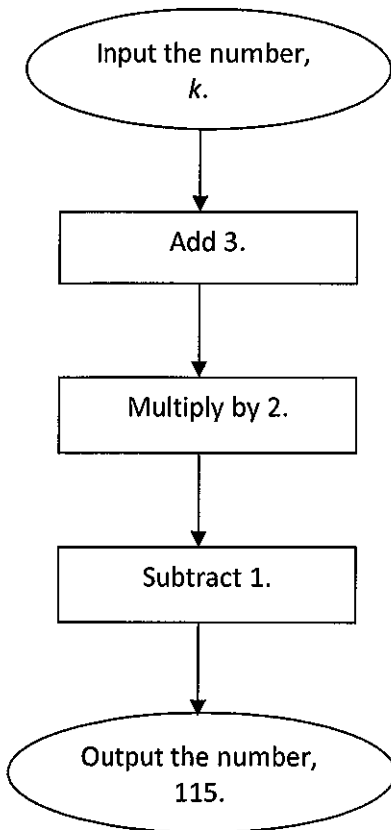 Input the number,
k.
Add 3.
Multiply by 2.
Subtract 1.
Output the number,
115.